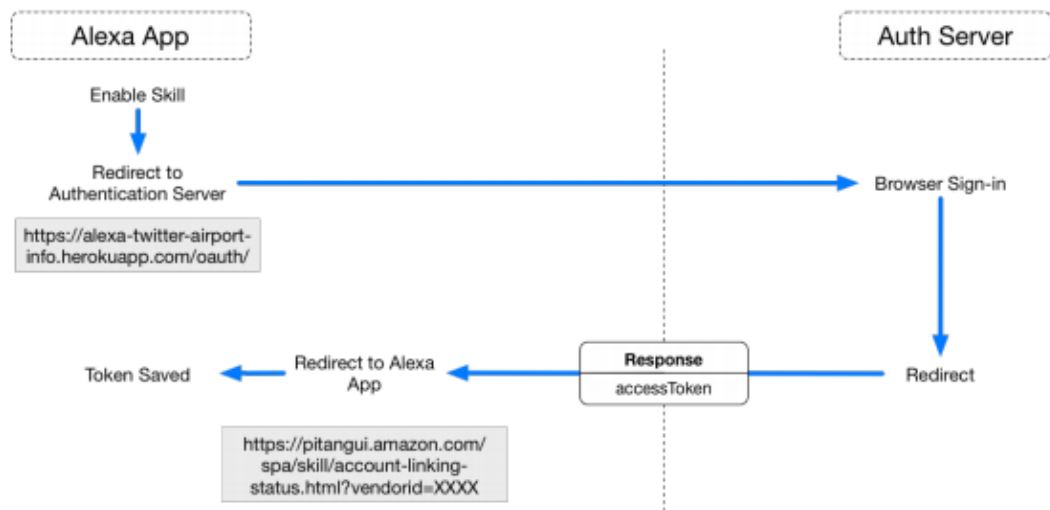 Alexa App
Auth Server
Enable Skill
Redirect to
Authentication Server
Browser Sign-in
https://alexa-twitter-airport-
info.herokuapp.com/oauth/
Token Saved
Redirect to Alexa
App
Response
accessToken
Redirect
https://pitangui.amazon.com/
spa/skill/account-linking-
status.html?vendorid=XXXX